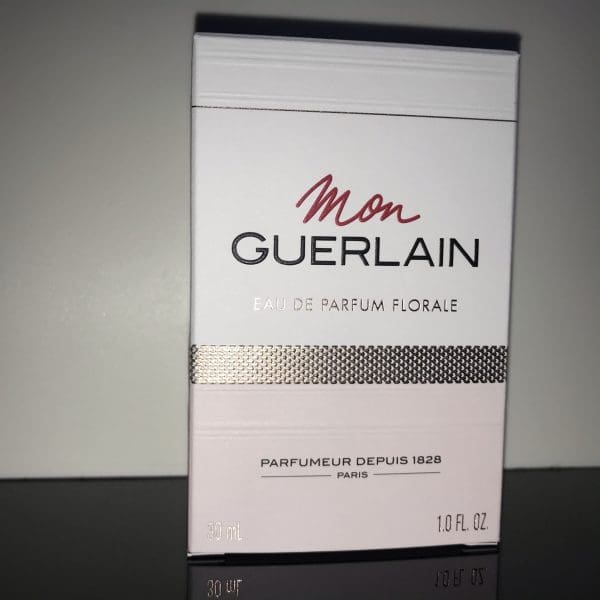 Mon
GUERLAIN
EAU DE PARFUM FLORALE
PARFUMEUR DEPUIS 1828
PARIS
30 mL
1.0 FL. OZ.